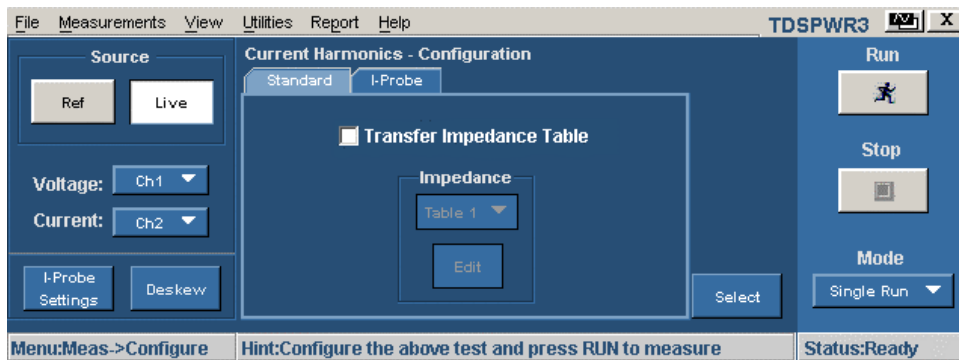 File Measurements View Utilities Report Help TDSPWR3 X
Source
Ref Live
Voltage: Ch1
Current: Ch2
I-Probe Settings
Deskew
Current Harmonics - Configuration
Standard I-Probe
Transfer Impedance Table
Impedance
Table 1
Edit
Select
Run
Stop
Mode
Single Run
Menu:Meas->Configure Hint:Configure the above test and press RUN to measure Status:Ready